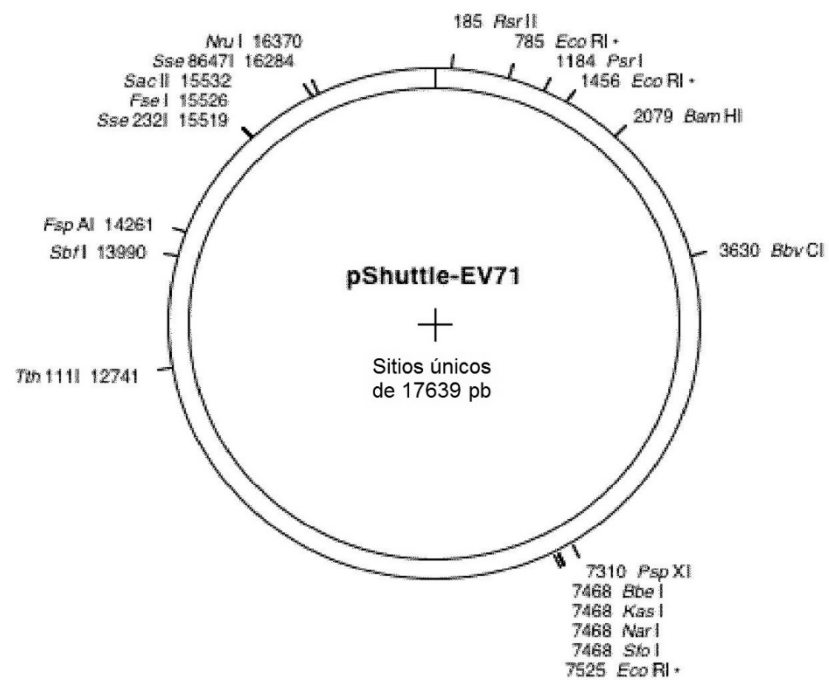 185 RsrII
785 EcoRI *
1184 PsrI
1456 EcoRI *
2079 BamHI
3630 BbvCI
7310 PspXI
7468 BbeI
7468 KasI
7468 NarI
7468 SfoI
7525 EcoRI *
Tth111I 12741
SbfI 13990
FspAI 14261
Sse232I 15519
FseI 15526
SacII 15532
Sse8647I 16284
NruI 16370
pShuttle-EV71
Sitios únicos
de 17639 pb